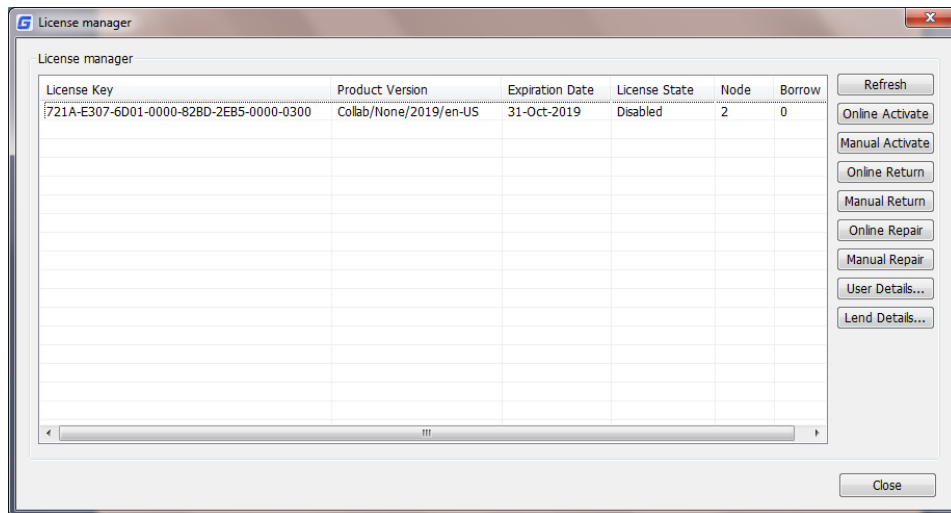 License manager
License manager
License Key Product Version Expiration Date License State Node Borrow
721A-E307-6D01-0000-82BD-2EB5-0000-0300 Collab/None/2019/en-US 31-Oct-2019 Disabled 2 0
Refresh
Online Activate
Manual Activate
Online Return
Manual Return
Online Repair
Manual Repair
User Details...
Lend Details...
Close